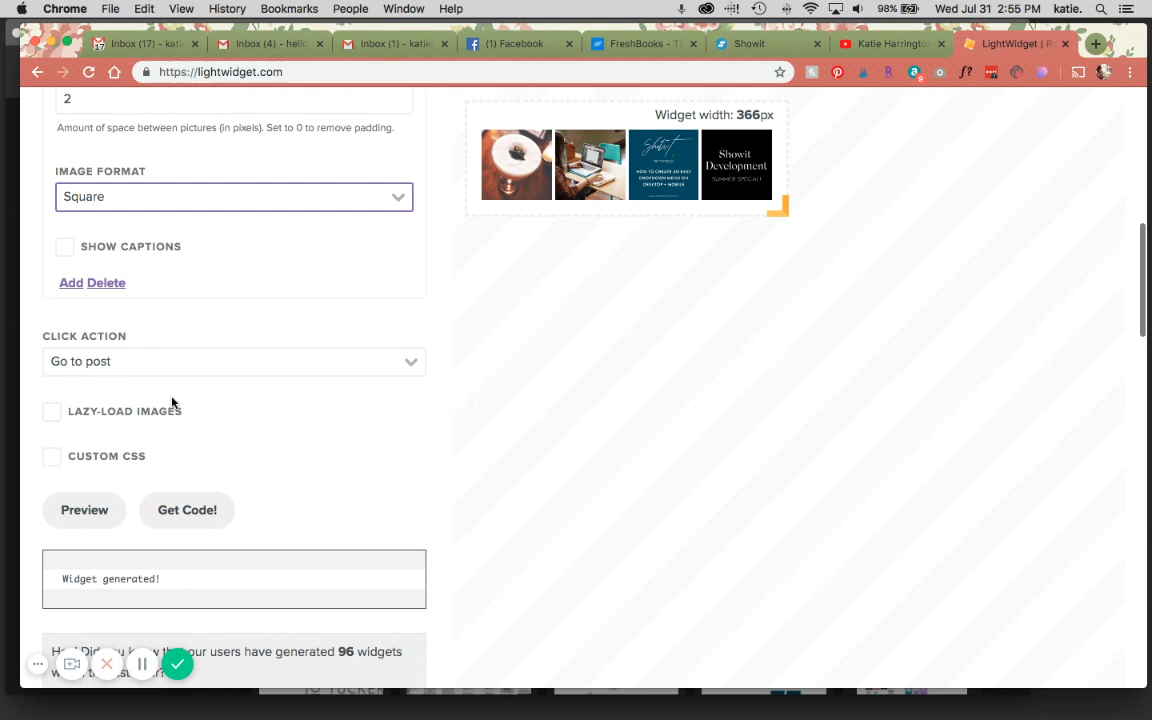 Chrome File Edit View History Bookmarks People Window Help 98% Wed Jul 31 2:55 PM katie.
17 Inbox (17) - kati × Inbox (4) - hello × Inbox (1) - katie × (1) Facebook × FreshBooks - Ti × Showit × Katie Harringto × LightWidget | R × +
https://lightwidget.com
2
Amount of space between pictures (in pixels). Set to 0 to remove padding.
IMAGE FORMAT
Square
SHOW CAPTIONS
Add Delete
CLICK ACTION
Go to post
LAZY-LOAD IMAGES
CUSTOM CSS
Preview Get Code!
Widget generated!
our users have generated 96 widgets
Widget width: 366px
Showit
HOW TO CREATE AN EASY
DROPDOWN MENU ON
DESKTOP + MOBILE
Showit
Development
SUMMER SPECIAL!